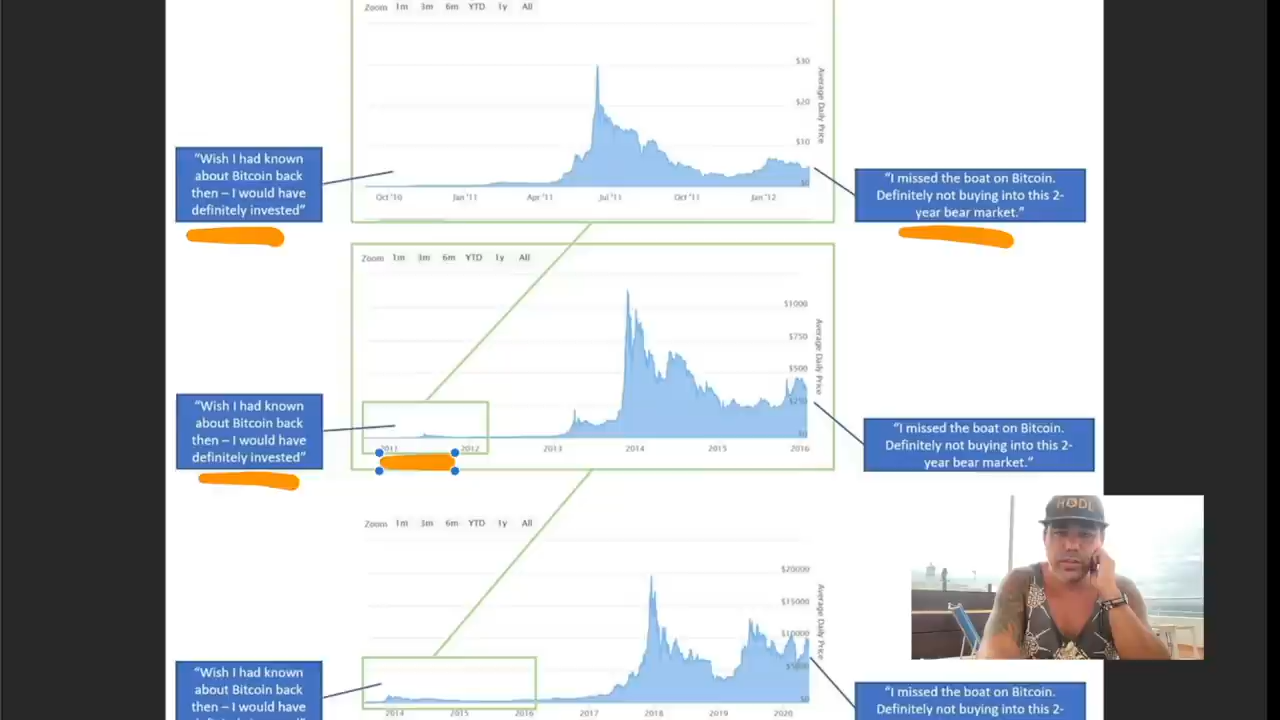 Zoom 1m 3m 6m YTD 1y All
$30
$20
$10
$0
Average Daily Price
Oct '10 Jan '11 Apr '11 Jul '11 Oct '11 Jan '12
"Wish I had known
about Bitcoin back
then – I would have
definitely invested"
"I missed the boat on Bitcoin.
Definitely not buying into this 2-
year bear market."
Zoom 1m 3m 6m YTD 1y All
$1000
$750
$500
$250
$0
Average Daily Price
2011 2012 2013 2014 2015 2016
"Wish I had known
about Bitcoin back
then – I would have
definitely invested"
"I missed the boat on Bitcoin.
Definitely not buying into this 2-
year bear market."
Zoom 1m 3m 6m YTD 1y All
$20000
$15000
$10000
$5000
$0
Average Daily Price
2014 2015 2016 2017 2018 2019 2020
"Wish I had known
about Bitcoin back
then – I would have
"I missed the boat on Bitcoin.
Definitely not buying into this 2-
HODL